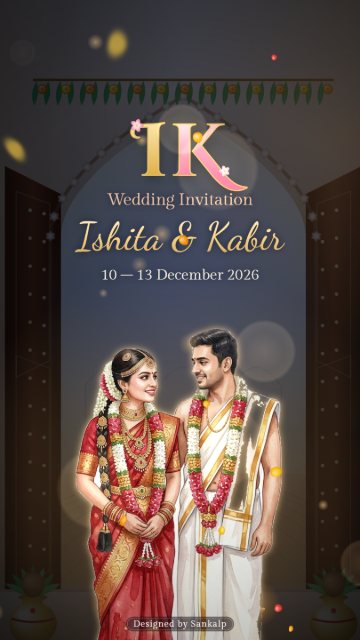 IK
Wedding Invitation
Ishita & Kabir
10 — 13 December 2026
Designed by Sankalp